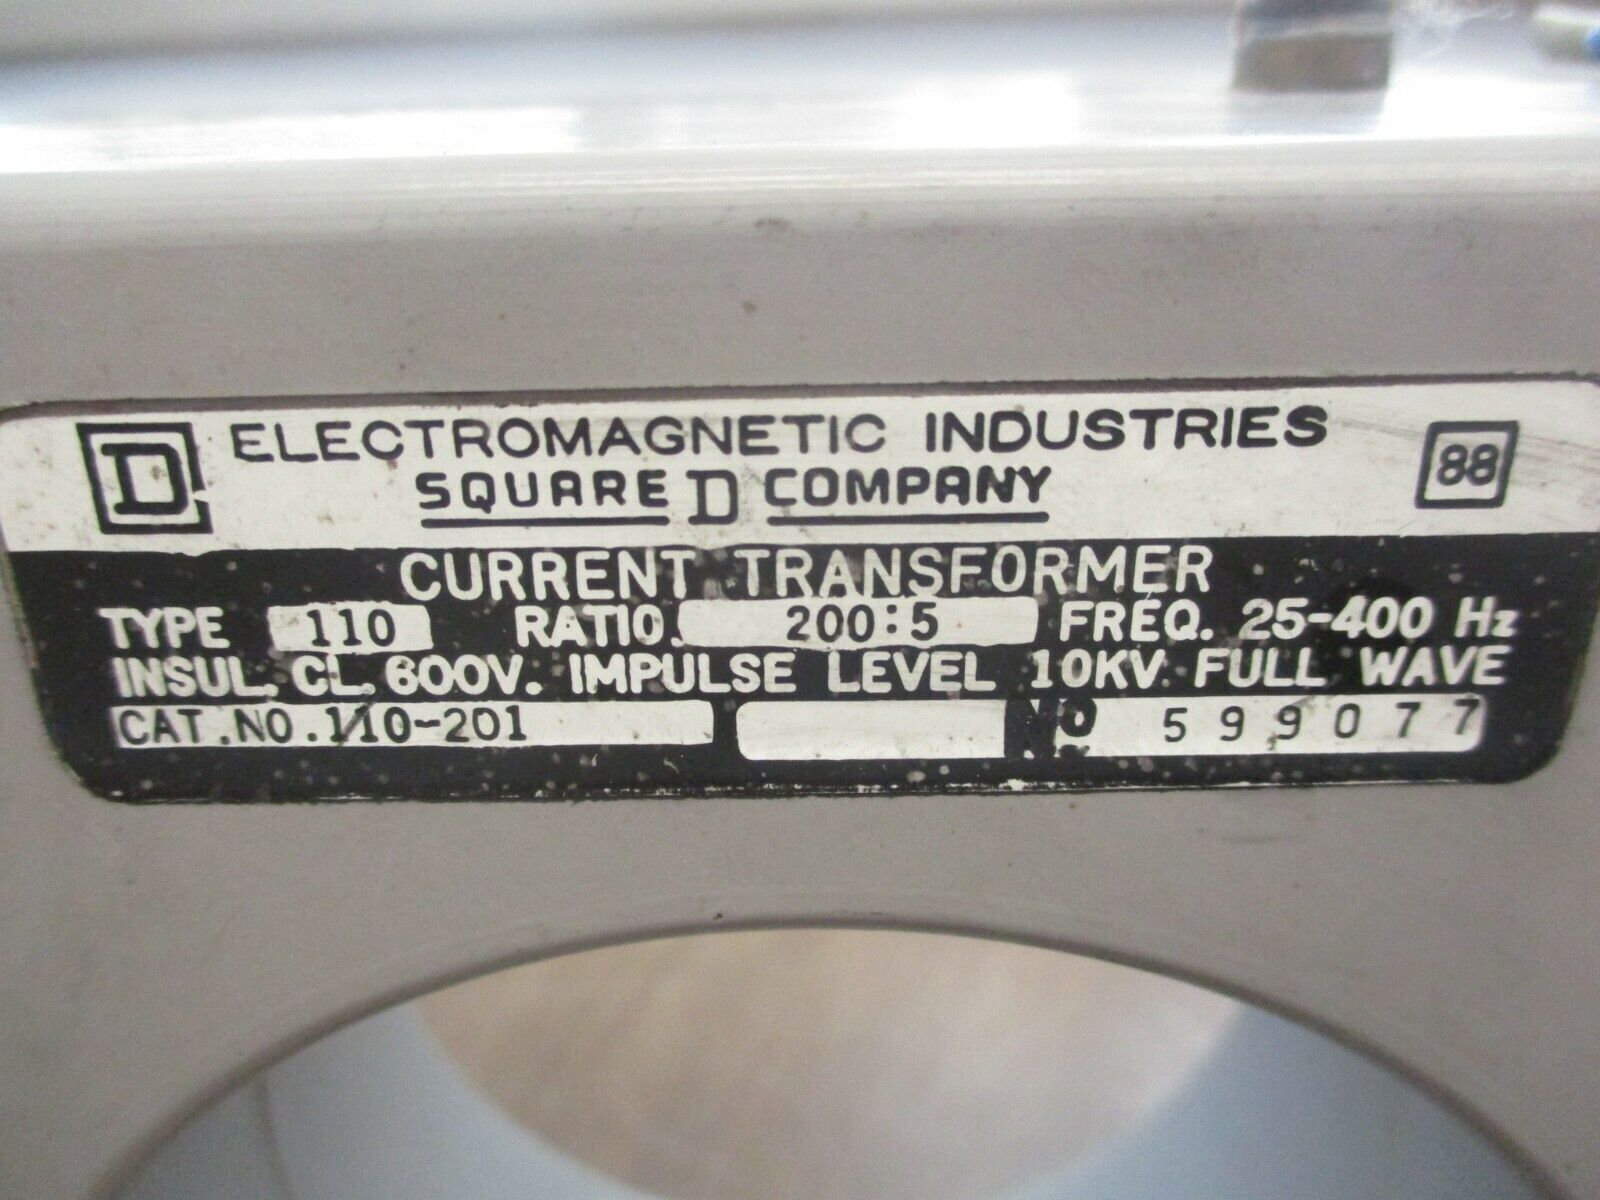 D ELECTROMAGNETIC INDUSTRIES
SQUARE D COMPANY
88
CURRENT TRANSFORMER
TYPE 110 RATIO. 200:5 FREQ. 25-400 Hz
INSUL. CL. 600V. IMPULSE LEVEL 10KV. FULL WAVE
CAT.NO.110-201 No 599077